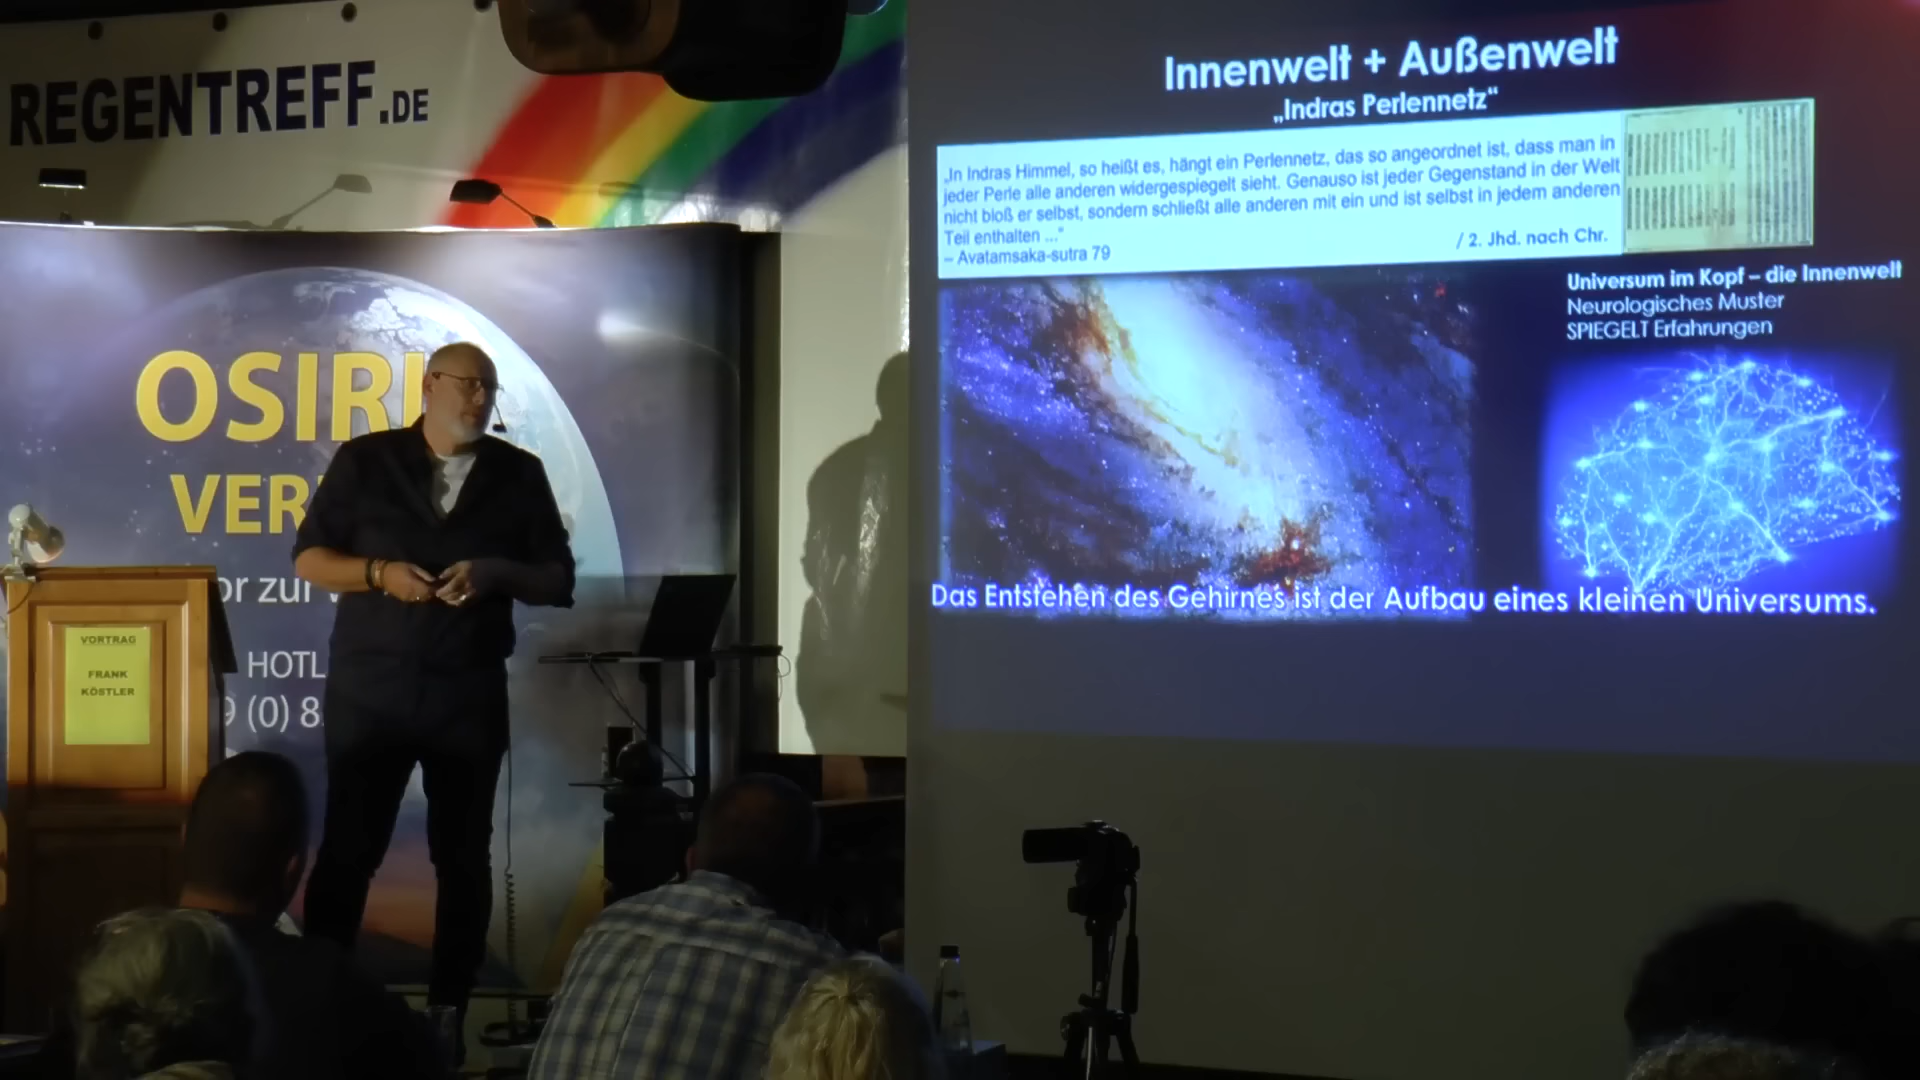 REGENTREFF.DE
OSIRI
VER
or zur
HOTL
9 (0) 8
VORTRAG
FRANK
KÖSTLER
Innenwelt + Außenwelt
„Indras Perlennetz“
„In Indras Himmel, so heißt es, hängt ein Perlennetz, das so angeordnet ist, dass man in
jeder Perle alle anderen widergespiegelt sieht. Genauso ist jeder Gegenstand in der Welt
nicht bloß er selbst, sondern schließt alle anderen mit ein und ist selbst in jedem anderen
Teil enthalten ...“
– Avatamsaka-sutra 79
/ 2. Jhd. nach Chr.
Universum im Kopf – die Innenwelt
Neurologisches Muster
SPIEGELT Erfahrungen
Das Entstehen des Gehirnes ist der Aufbau eines kleinen Universums.